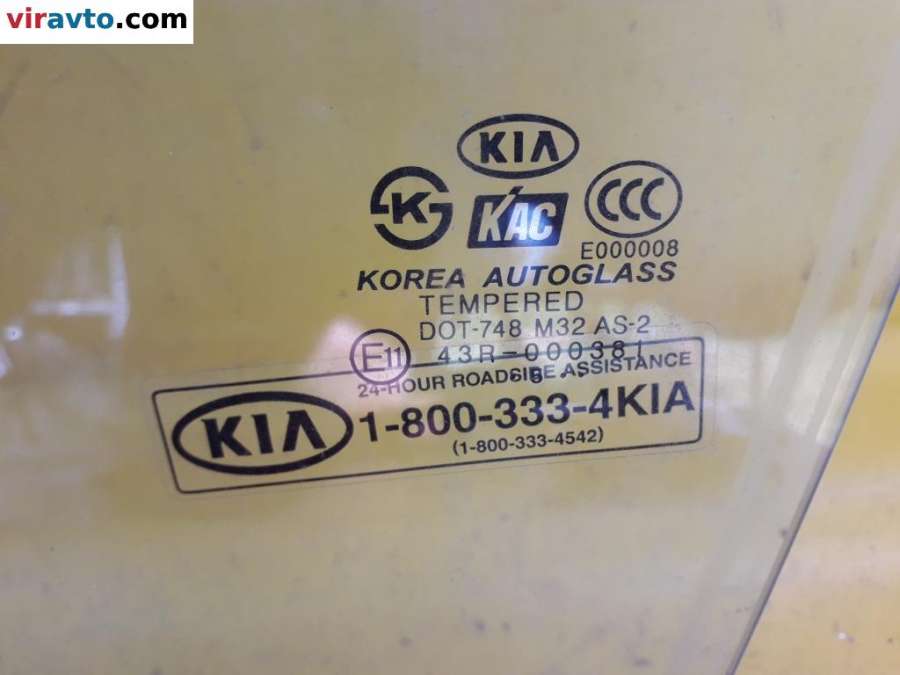 viravto.com
KIA
K
KAC
CCC
E000008
KOREA AUTOGLASS
TEMPERED
DOT-748 M32 AS-2
E11 43R-000381
24-HOUR ROADSIDE ASSISTANCE
KIA 1-800-333-4KIA
(1-800-333-4542)